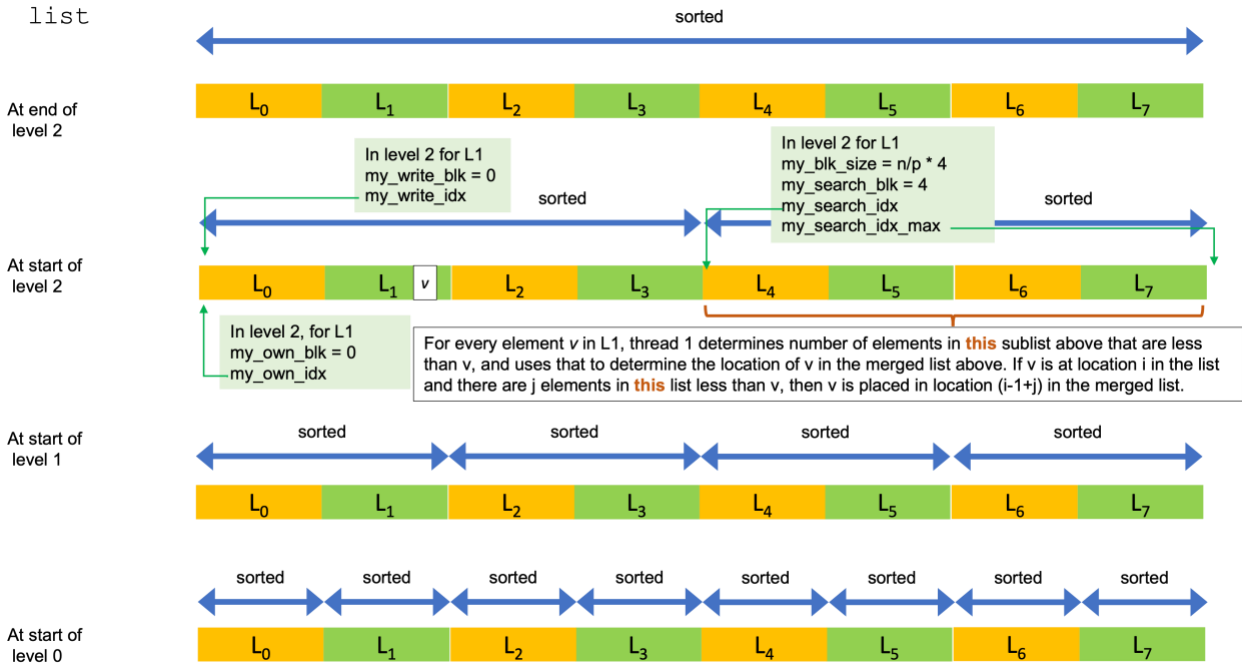 list
sorted
At end of
level 2
L0 L1 L2 L3 L4 L5 L6 L7
In level 2 for L1
my_write_blk = 0
my_write_idx
In level 2 for L1
my_blk_size = n/p * 4
my_search_blk = 4
my_search_idx
my_search_idx_max
sorted
sorted
At start of
level 2
L0 L1 v L2 L3 L4 L5 L6 L7
In level 2, for L1
my_own_blk = 0
my_own_idx
For every element v in L1, thread 1 determines number of elements in this sublist above that are less
than v, and uses that to determine the location of v in the merged list above. If v is at location i in the list
and there are j elements in this list less than v, then v is placed in location (i-1+j) in the merged list.
At start of
level 1
sorted sorted sorted sorted
L0 L1 L2 L3 L4 L5 L6 L7
sorted sorted sorted sorted sorted sorted sorted sorted
At start of
level 0
L0 L1 L2 L3 L4 L5 L6 L7